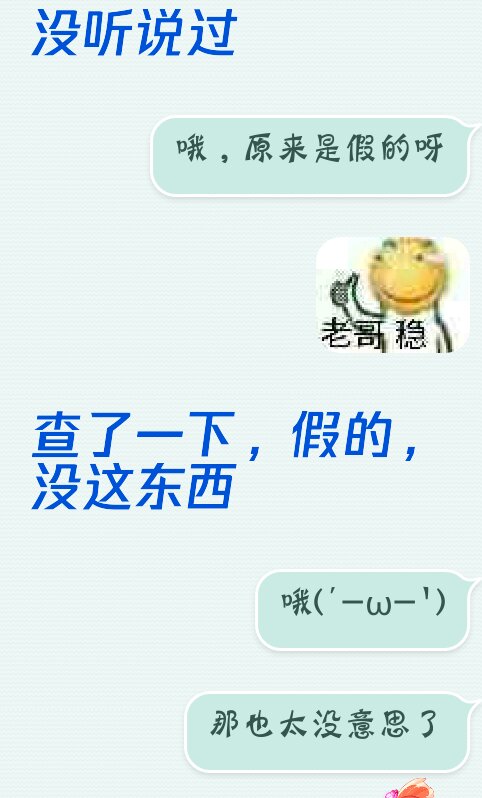 没听说过
哦，原来是假的呀
老哥 稳
查了一下，假的，
没这东西
哦(´－ω－`)
那也太没意思了